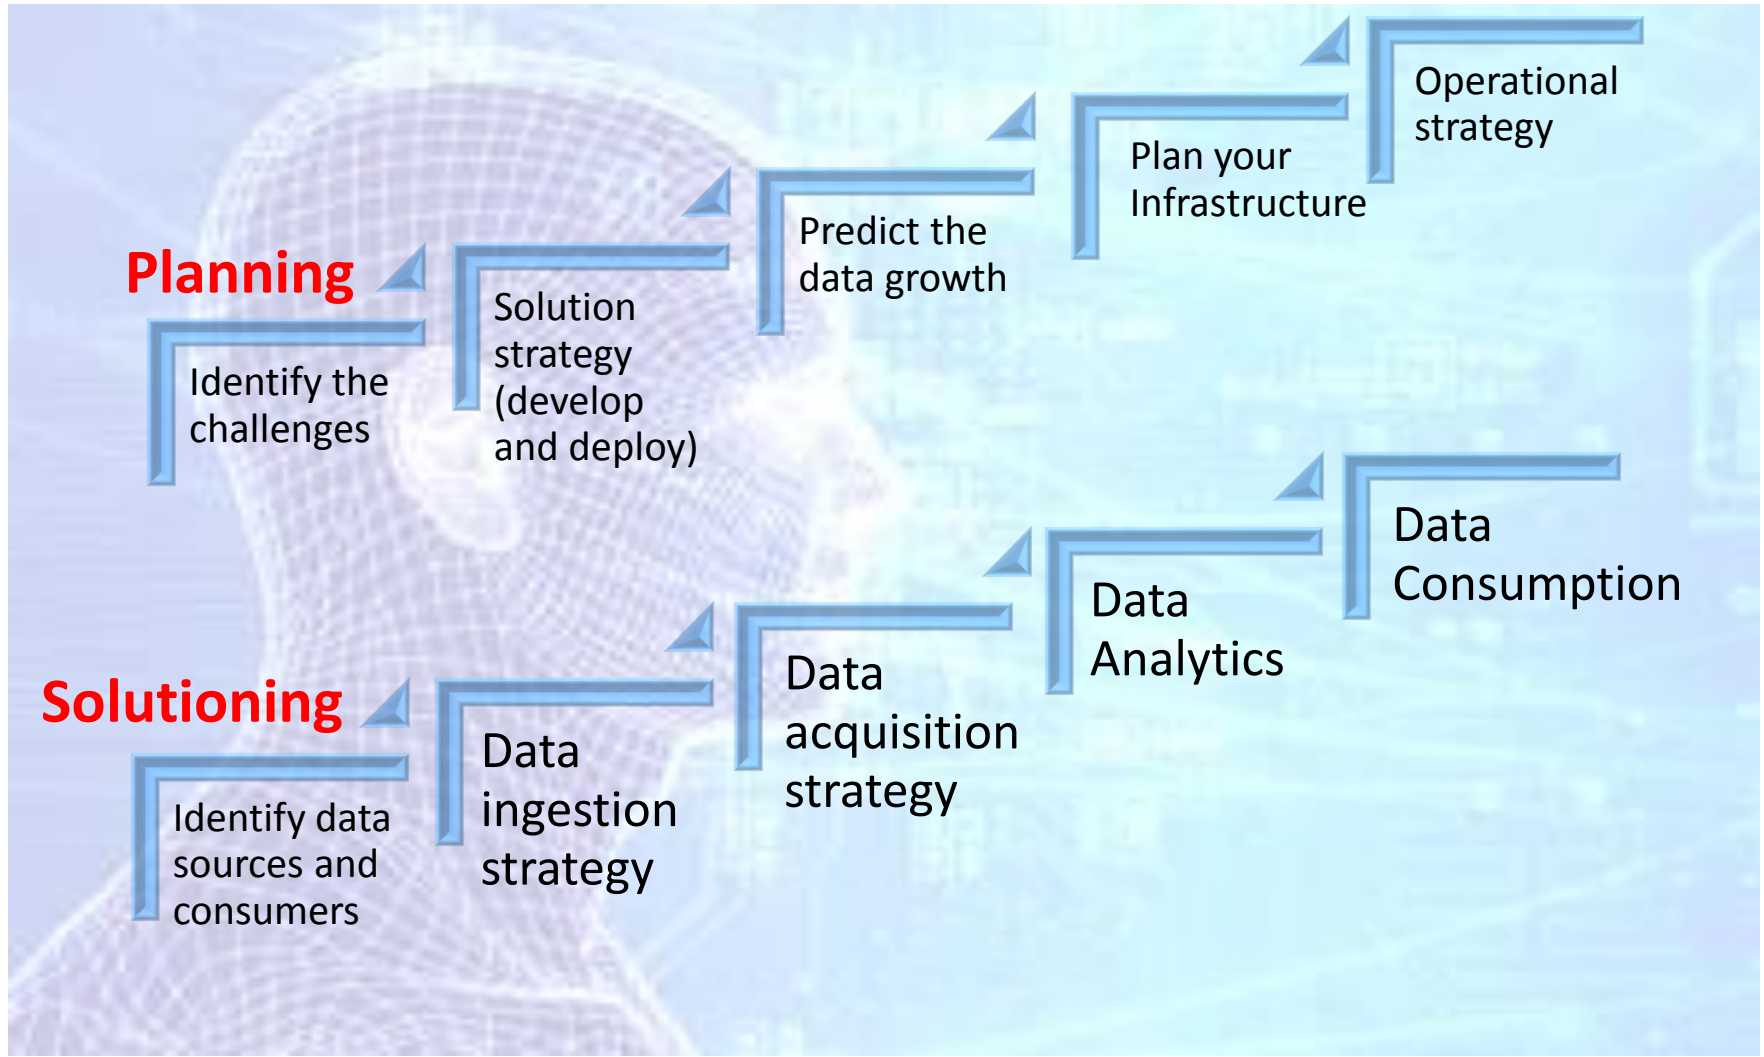 Planning
Identify the
challenges
Solution
strategy
(develop
and deploy)
Predict the
data growth
Plan your
Infrastructure
Operational
strategy
Solutioning
Identify data
sources and
consumers
Data
ingestion
strategy
Data
acquisition
strategy
Data
Analytics
Data
Consumption